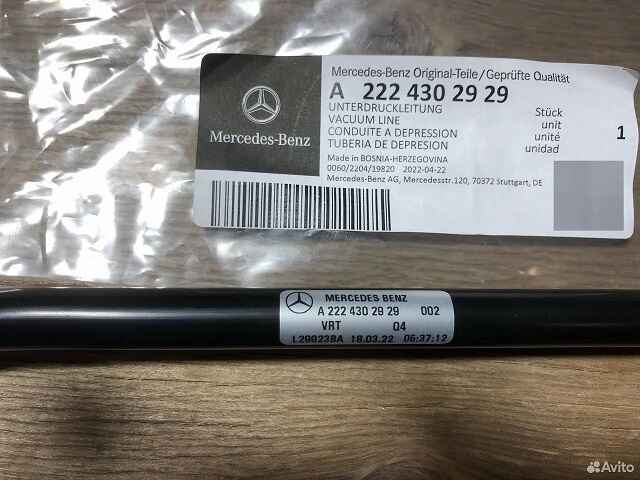 Mercedes-Benz Original-Teile/Geprüfte Qualität
A 222 430 29 29
UNTERDRUCKLEITUNG
VACUUM LINE
CONDUITE A DEPRESSION
TUBERIA DE DEPRESION
Stück
unit
unité
unidad
1
Made in BOSNIA-HERZEGOVINA
0060/2204/19820 2022-04-22
Mercedes-Benz AG, Mercedesstr.120, 70372 Stuttgart, DE
Mercedes-Benz
MERCEDES BENZ
A 222 430 29 29 002
VRT 04
L29923BA 18.03.22 06:37:12
Avito